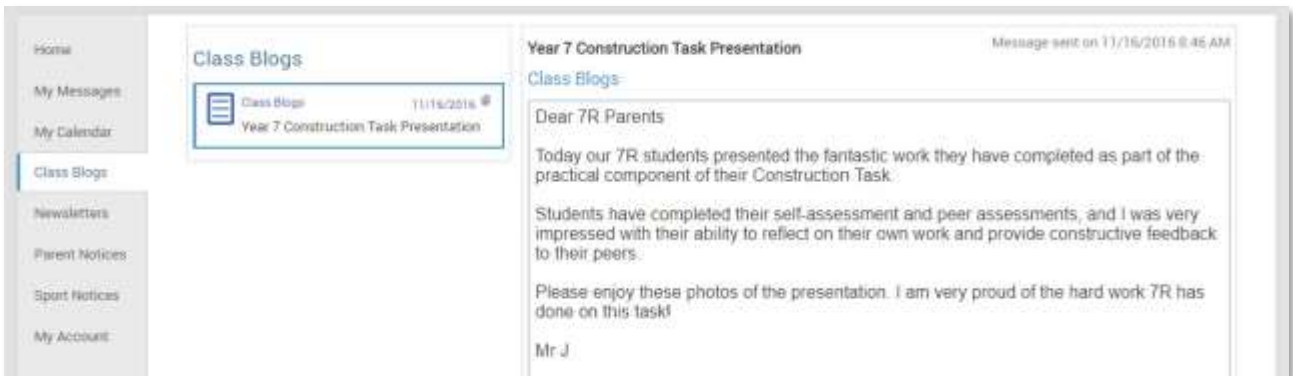 Home
My Messages
My Calendar
Class Blogs
Newsletters
Parent Notices
Sport Notices
My Account
Class Blogs
Class Blogs 11/16/2016
Year 7 Construction Task Presentation
Year 7 Construction Task Presentation
Message sent on 11/16/2016 8:46 AM
Class Blogs
Dear 7R Parents
Today our 7R students presented the fantastic work they have completed as part of the
practical component of their Construction Task.
Students have completed their self-assessment and peer assessments, and I was very
impressed with their ability to reflect on their own work and provide constructive feedback
to their peers.
Please enjoy these photos of the presentation. I am very proud of the hard work 7R has
done on this task!
Mr J